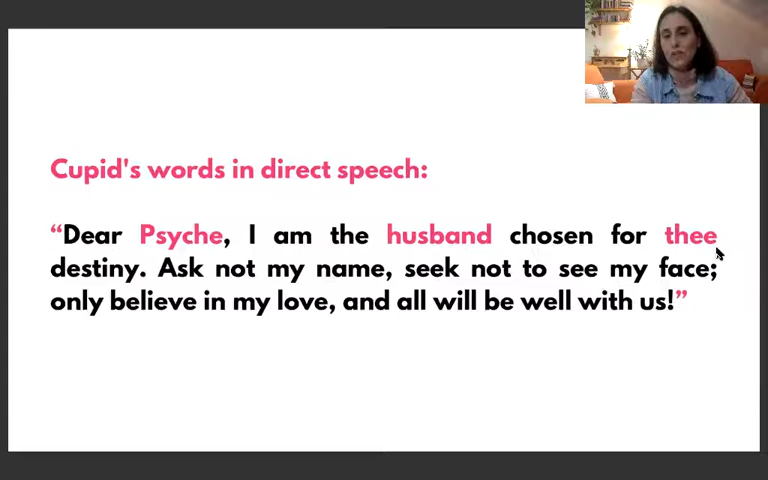 Cupid's words in direct speech:
“Dear Psyche, I am the husband chosen for thee
destiny. Ask not my name, seek not to see my face;
only believe in my love, and all will be well with us!”